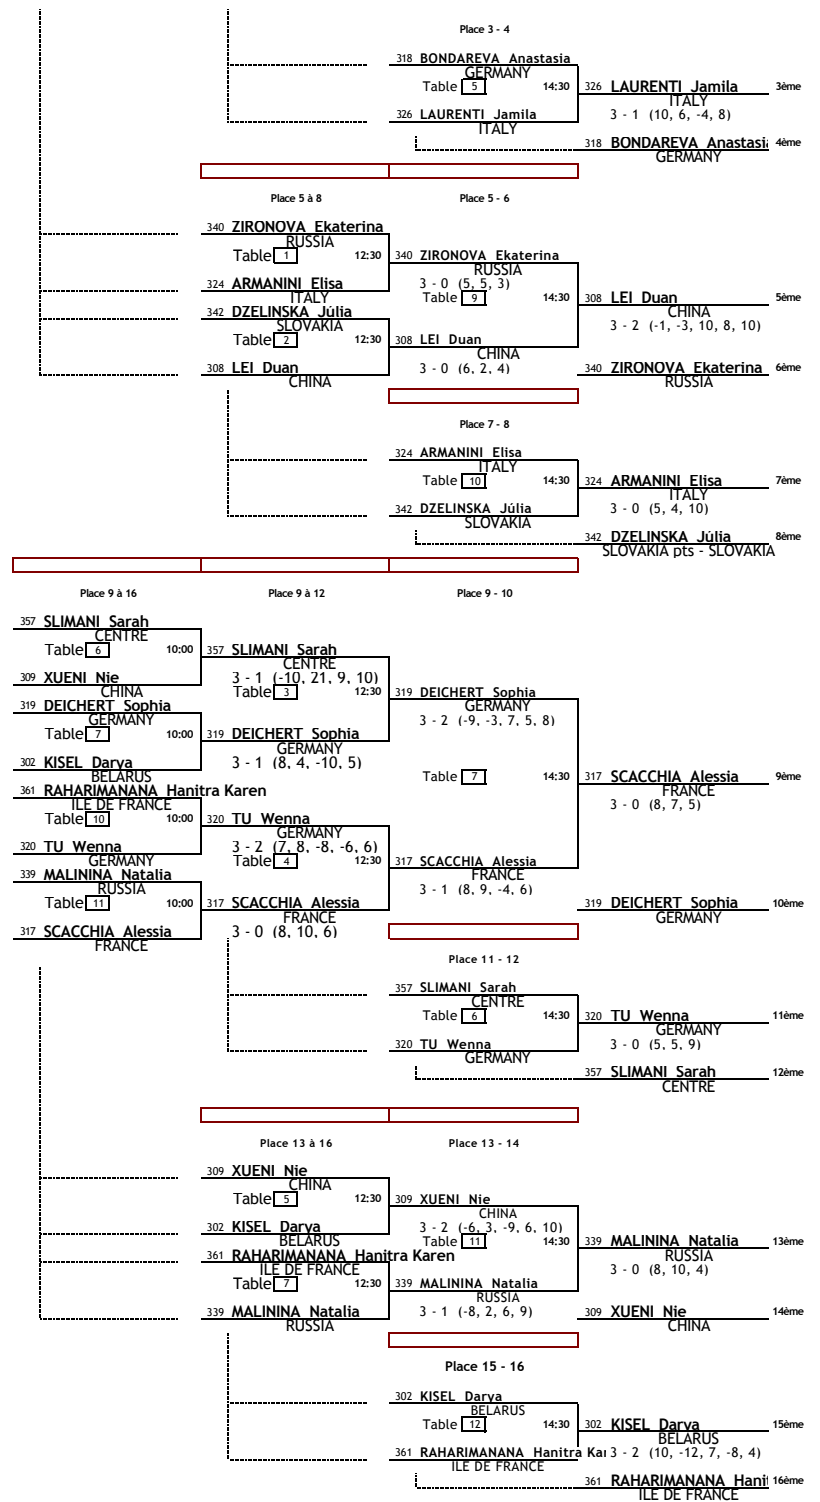 Place 3 - 4
318 BONDAREVA Anastasia
GERMANY
Table 5 14:30 326 LAURENTI Jamila 3ème
ITALY
326 LAURENTI Jamila 3 - 1 (10, 6, -4, 8)
ITALY
318 BONDAREVA Anastasi 4ème
GERMANY
Place 5 à 8 Place 5 - 6
340 ZIRONOVA Ekaterina
RUSSIA
Table 1 12:30 340 ZIRONOVA Ekaterina
RUSSIA
324 ARMANINI Elisa 3 - 0 (5, 5, 3)
ITALY Table 9 14:30 308 LEI Duan 5ème
342 DZELINSKA Júlia CHINA
SLOVAKIA 3 - 2 (-1, -3, 10, 8, 10)
Table 2 12:30 308 LEI Duan
CHINA
308 LEI Duan 3 - 0 (6, 2, 4) 340 ZIRONOVA Ekaterina 6ème
CHINA RUSSIA
Place 7 - 8
324 ARMANINI Elisa
ITALY
Table 10 14:30 324 ARMANINI Elisa 7ème
ITALY
342 DZELINSKA Júlia 3 - 0 (5, 4, 10)
SLOVAKIA
342 DZELINSKA Júlia 8ème
SLOVAKIA pts - SLOVAKIA
Place 9 à 16 Place 9 à 12 Place 9 - 10
357 SLIMANI Sarah
CENTRE
Table 6 10:00 357 SLIMANI Sarah
CENTRE
309 XUENI Nie 3 - 1 (-10, 21, 9, 10)
CHINA Table 3 12:30 319 DEICHERT Sophia
319 DEICHERT Sophia GERMANY
GERMANY 3 - 2 (-9, -3, 7, 5, 8)
Table 7 10:00 319 DEICHERT Sophia
GERMANY
302 KISEL Darya 3 - 1 (8, 4, -10, 5)
BELARUS Table 7 14:30 317 SCACCHIA Alessia 9ème
361 RAHARIMANANA Hanitra Karen FRANCE
ILE DE FRANCE 3 - 0 (8, 7, 5)
Table 10 10:00 320 TU Wenna
GERMANY
320 TU Wenna 3 - 2 (7, 8, -8, -6, 6)
GERMANY Table 4 12:30 317 SCACCHIA Alessia
339 MALININA Natalia FRANCE
RUSSIA 3 - 1 (8, 9, -4, 6)
Table 11 10:00 317 SCACCHIA Alessia 319 DEICHERT Sophia 10ème
FRANCE GERMANY
317 SCACCHIA Alessia 3 - 0 (8, 10, 6)
FRANCE
Place 11 - 12
357 SLIMANI Sarah
CENTRE
Table 6 14:30 320 TU Wenna 11ème
GERMANY
320 TU Wenna 3 - 0 (5, 5, 9)
GERMANY
357 SLIMANI Sarah 12ème
CENTRE
Place 13 à 16 Place 13 - 14
309 XUENI Nie
CHINA
Table 5 12:30 309 XUENI Nie
CHINA
302 KISEL Darya 3 - 2 (-6, 3, -9, 6, 10)
BELARUS Table 11 14:30 339 MALININA Natalia 13ème
361 RAHARIMANANA Hanitra Karen RUSSIA
ILE DE FRANCE 3 - 0 (8, 10, 4)
Table 7 12:30 339 MALININA Natalia
RUSSIA
339 MALININA Natalia 3 - 1 (-8, 2, 6, 9) 309 XUENI Nie 14ème
RUSSIA CHINA
Place 15 - 16
302 KISEL Darya
BELARUS
Table 12 14:30 302 KISEL Darya 15ème
BELARUS
361 RAHARIMANANA Hanitra Kar 3 - 2 (10, -12, 7, -8, 4)
ILE DE FRANCE
361 RAHARIMANANA Hanit 16ème
ILE DE FRANCE